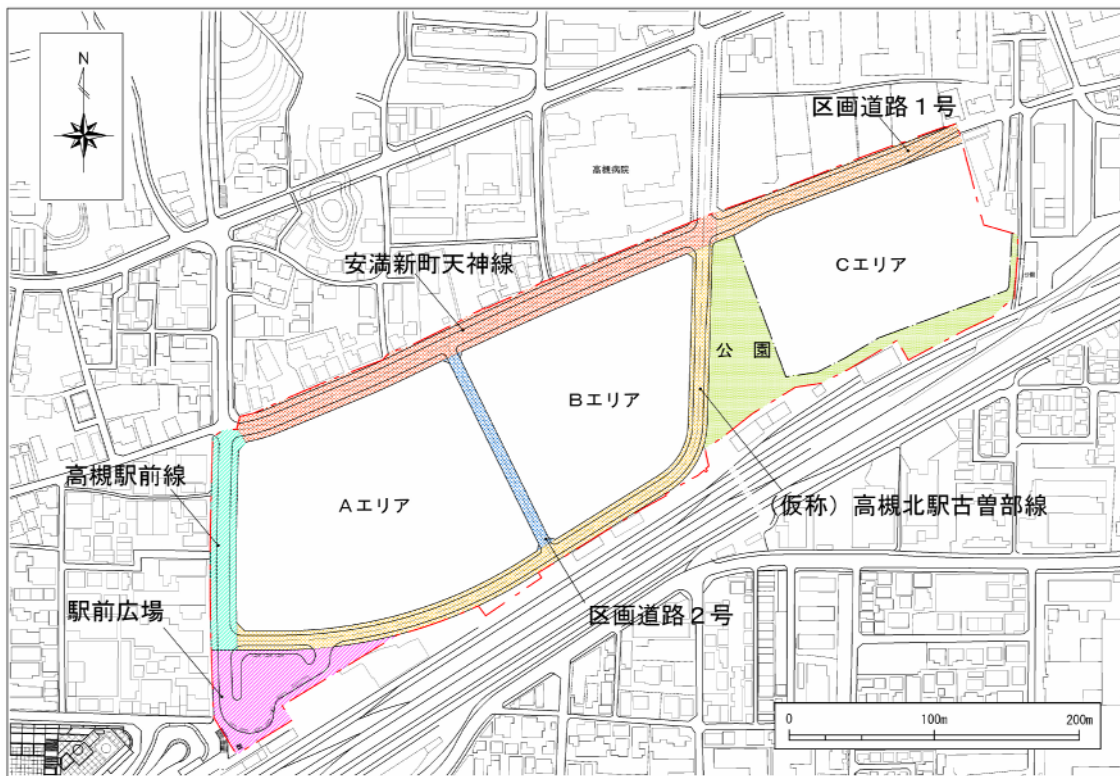 N
区画道路1号
高槻病院
安満新町天神線
Cエリア
公 園
Bエリア
高槻駅前線
Aエリア
(仮称)高槻北駅古曽部線
駅前広場
区画道路2号
0 100m 200m